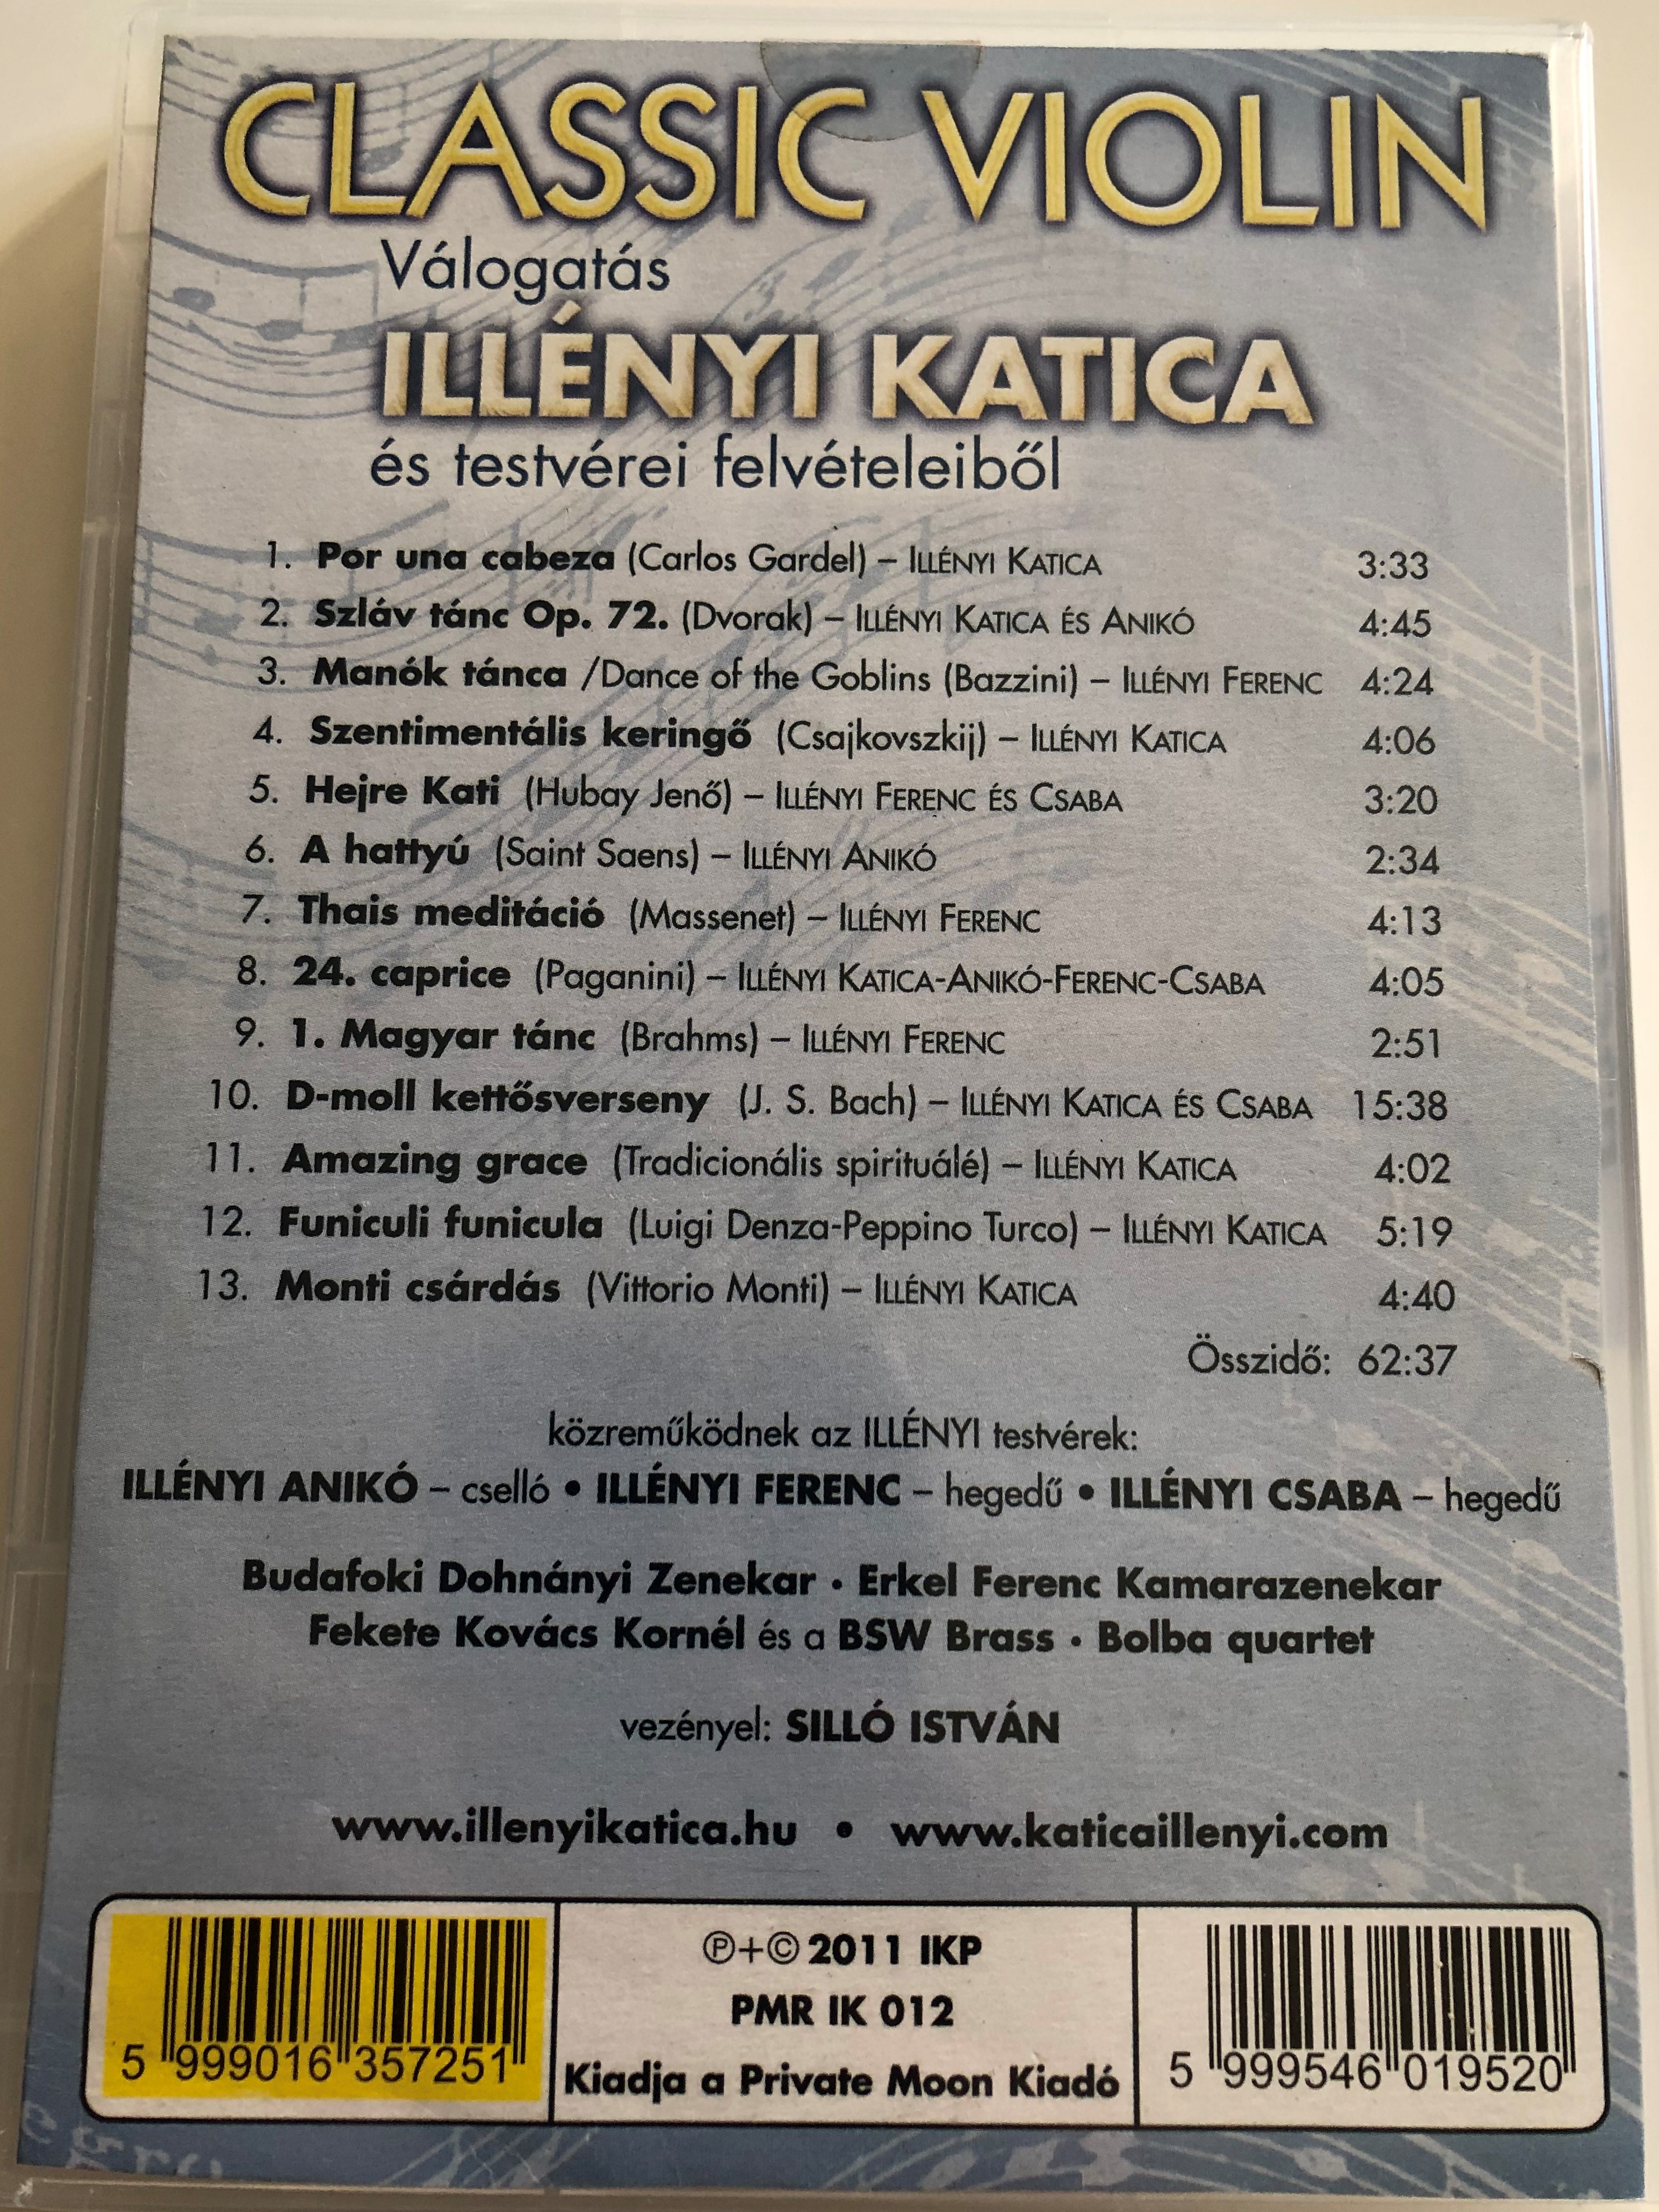 CLASSIC VIOLIN
Válogatás
ILLÉNYI KATICA
és testvérei felvételeiből
1. Por una cabeza (Carlos Gardel) – ILLÉNYI KATICA 3:33
2. Szláv tánc Op. 72. (Dvorak) – ILLÉNYI KATICA ÉS ANIKÓ 4:45
3. Manók tánca /Dance of the Goblins (Bazzini) – ILLÉNYI FERENC 4:24
4. Szentimentális keringő (Csajkovszkij) – ILLÉNYI KATICA 4:06
5. Hejre Kati (Hubay Jenő) – ILLÉNYI FERENC ÉS CSABA 3:20
6. A hattyú (Saint Saens) – ILLÉNYI ANIKÓ 2:34
7. Thais meditáció (Massenet) – ILLÉNYI FERENC 4:13
8. 24. caprice (Paganini) – ILLÉNYI KATICA-ANIKÓ-FERENC-CSABA 4:05
9. 1. Magyar tánc (Brahms) – ILLÉNYI FERENC 2:51
10. D-moll kettősverseny (J. S. Bach) – ILLÉNYI KATICA ÉS CSABA 15:38
11. Amazing grace (Tradicionális spirituálé) – ILLÉNYI KATICA 4:02
12. Funiculi funicula (Luigi Denza-Peppino Turco) – ILLÉNYI KATICA 5:19
13. Monti csárdás (Vittorio Monti) – ILLÉNYI KATICA 4:40
Összidő: 62:37
közreműködnek az ILLÉNYI testvérek:
ILLÉNYI ANIKÓ – cselló • ILLÉNYI FERENC – hegedű • ILLÉNYI CSABA – hegedű
Budafoki Dohnányi Zenekar • Erkel Ferenc Kamarazenekar
Fekete Kovács Kornél és a BSW Brass • Bolba quartet
vezényel: SILLÓ ISTVÁN
www.illenyikatica.hu • www.katicaillenyi.com
5 999016 357251
℗+© 2011 IKP
PMR IK 012
Kiadja a Private Moon Kiadó
5 999546 019520